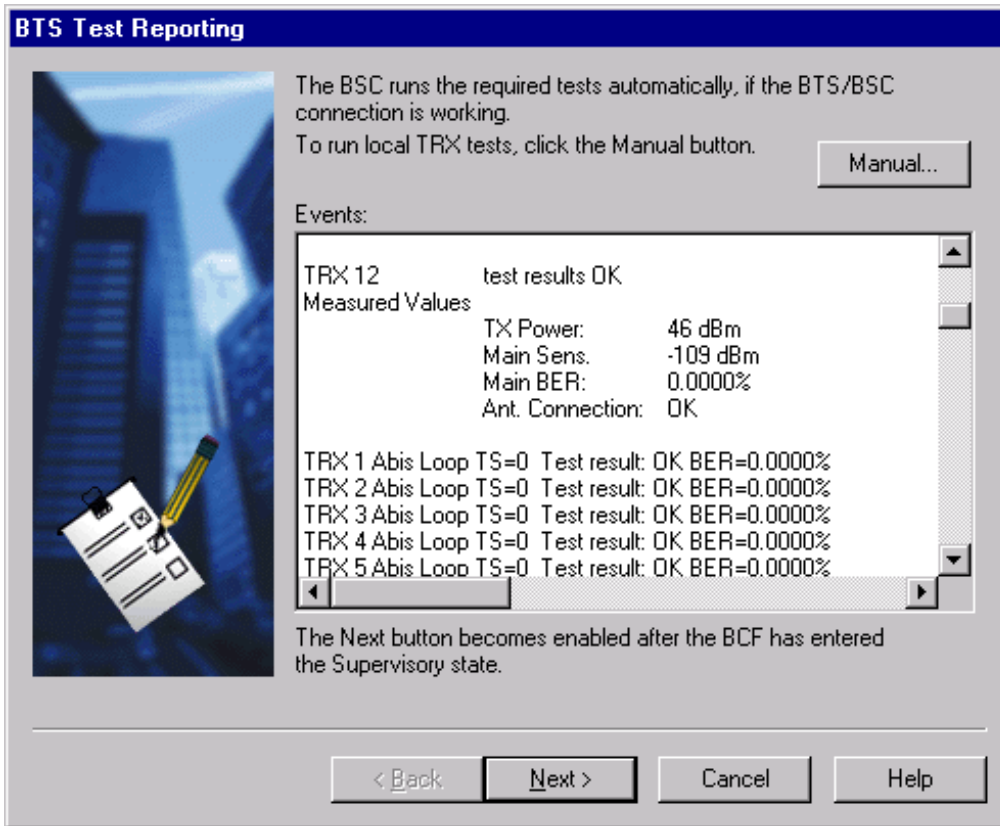 BTS Test Reporting
The BSC runs the required tests automatically, if the BTS/BSC
connection is working.
To run local TRX tests, click the Manual button.
Manual...
Events:
TRX 12 test results OK
Measured Values
TX Power: 46 dBm
Main Sens. -109 dBm
Main BER: 0.0000%
Ant. Connection: OK
TRX 1 Abis Loop TS=0 Test result: OK BER=0.0000%
TRX 2 Abis Loop TS=0 Test result: OK BER=0.0000%
TRX 3 Abis Loop TS=0 Test result: OK BER=0.0000%
TRX 4 Abis Loop TS=0 Test result: OK BER=0.0000%
TRX 5 Abis Loop TS=0 Test result: OK BER=0.0000%
The Next button becomes enabled after the BCF has entered
the Supervisory state.
< Back Next > Cancel Help